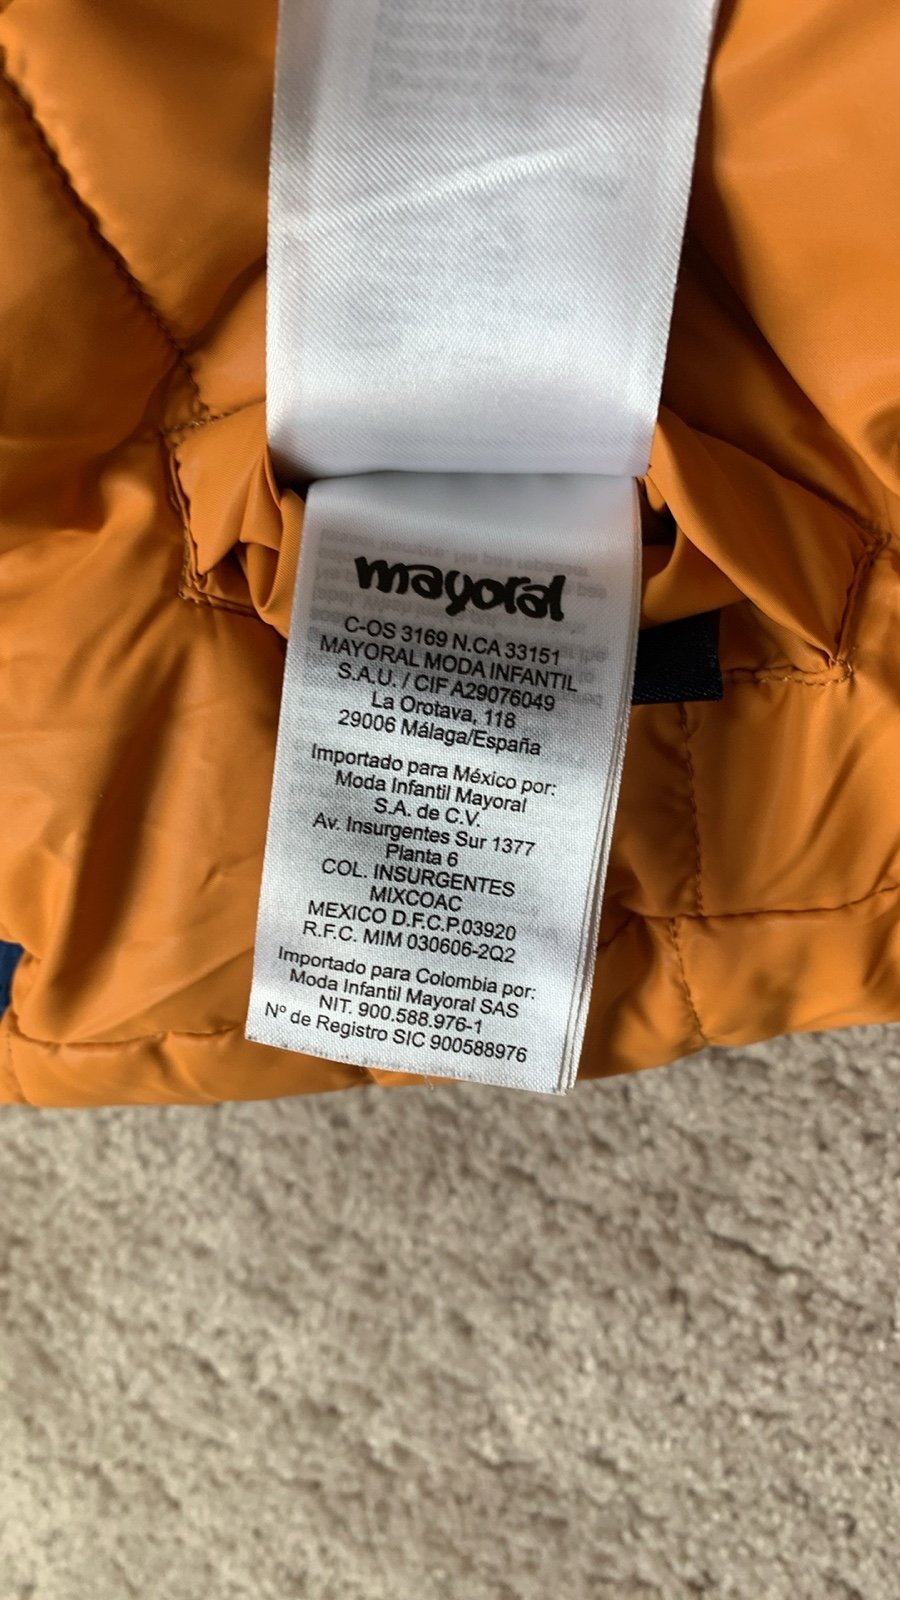 mayoral
C-OS 3169 N.CA 33151
MAYORAL MODA INFANTIL
S.A.U. / CIF A29076049
La Orotava, 118
29006 Málaga/España
Importado para México por:
Moda Infantil Mayoral
S.A. de C.V.
Av. Insurgentes Sur 1377
Planta 6
COL. INSURGENTES
MIXCOAC
MEXICO D.F.C.P.03920
R.F.C. MIM 030606-2Q2
Importado para Colombia por:
Moda Infantil Mayoral SAS
NIT. 900.588.976-1
Nº de Registro SIC 900588976